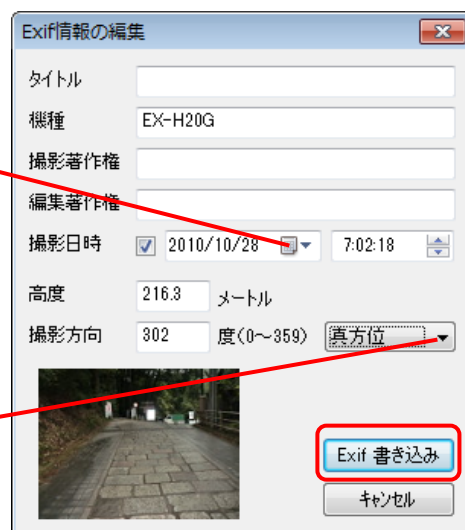 Exif情報の編集
タイトル
機種 EX-H20G
撮影著作権
編集著作権
撮影日時 2010/10/28 7:02:18
高度 216.3 メートル
撮影方向 302 度(0～359) 真方位
Exif 書き込み
キャンセル